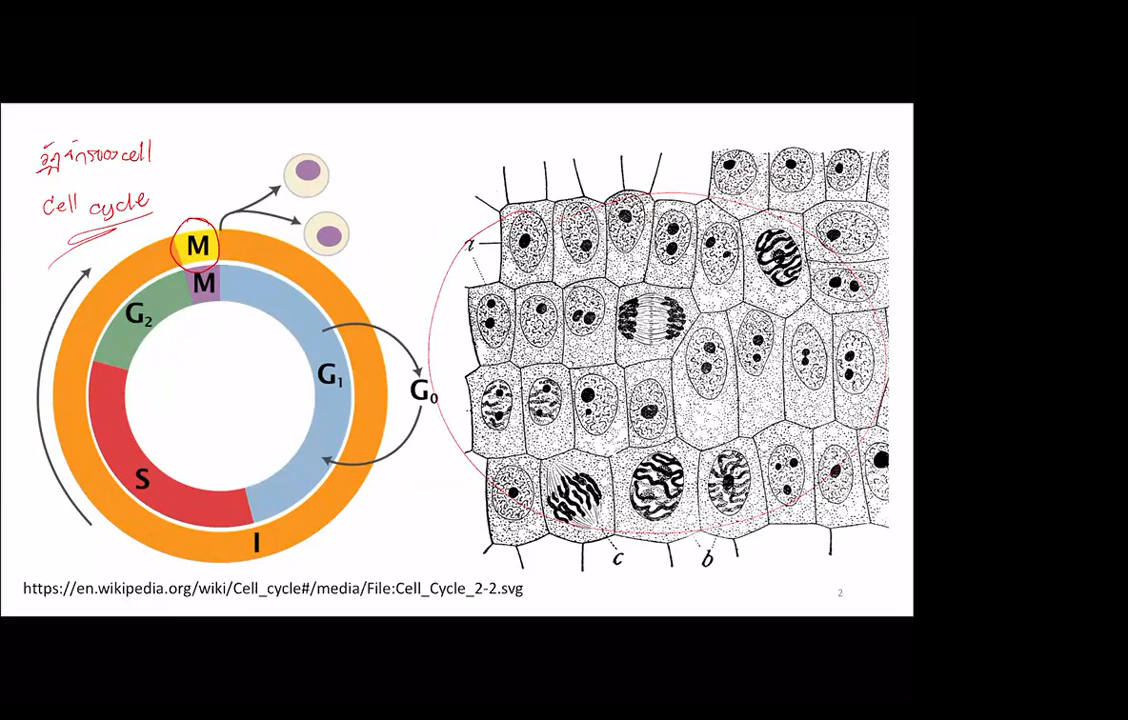 วัฏจักรของ cell
Cell cycle
M
M
G₂
G₁
G₀
S
I
c
b
https://en.wikipedia.org/wiki/Cell_cycle#/media/File:Cell_Cycle_2-2.svg
2